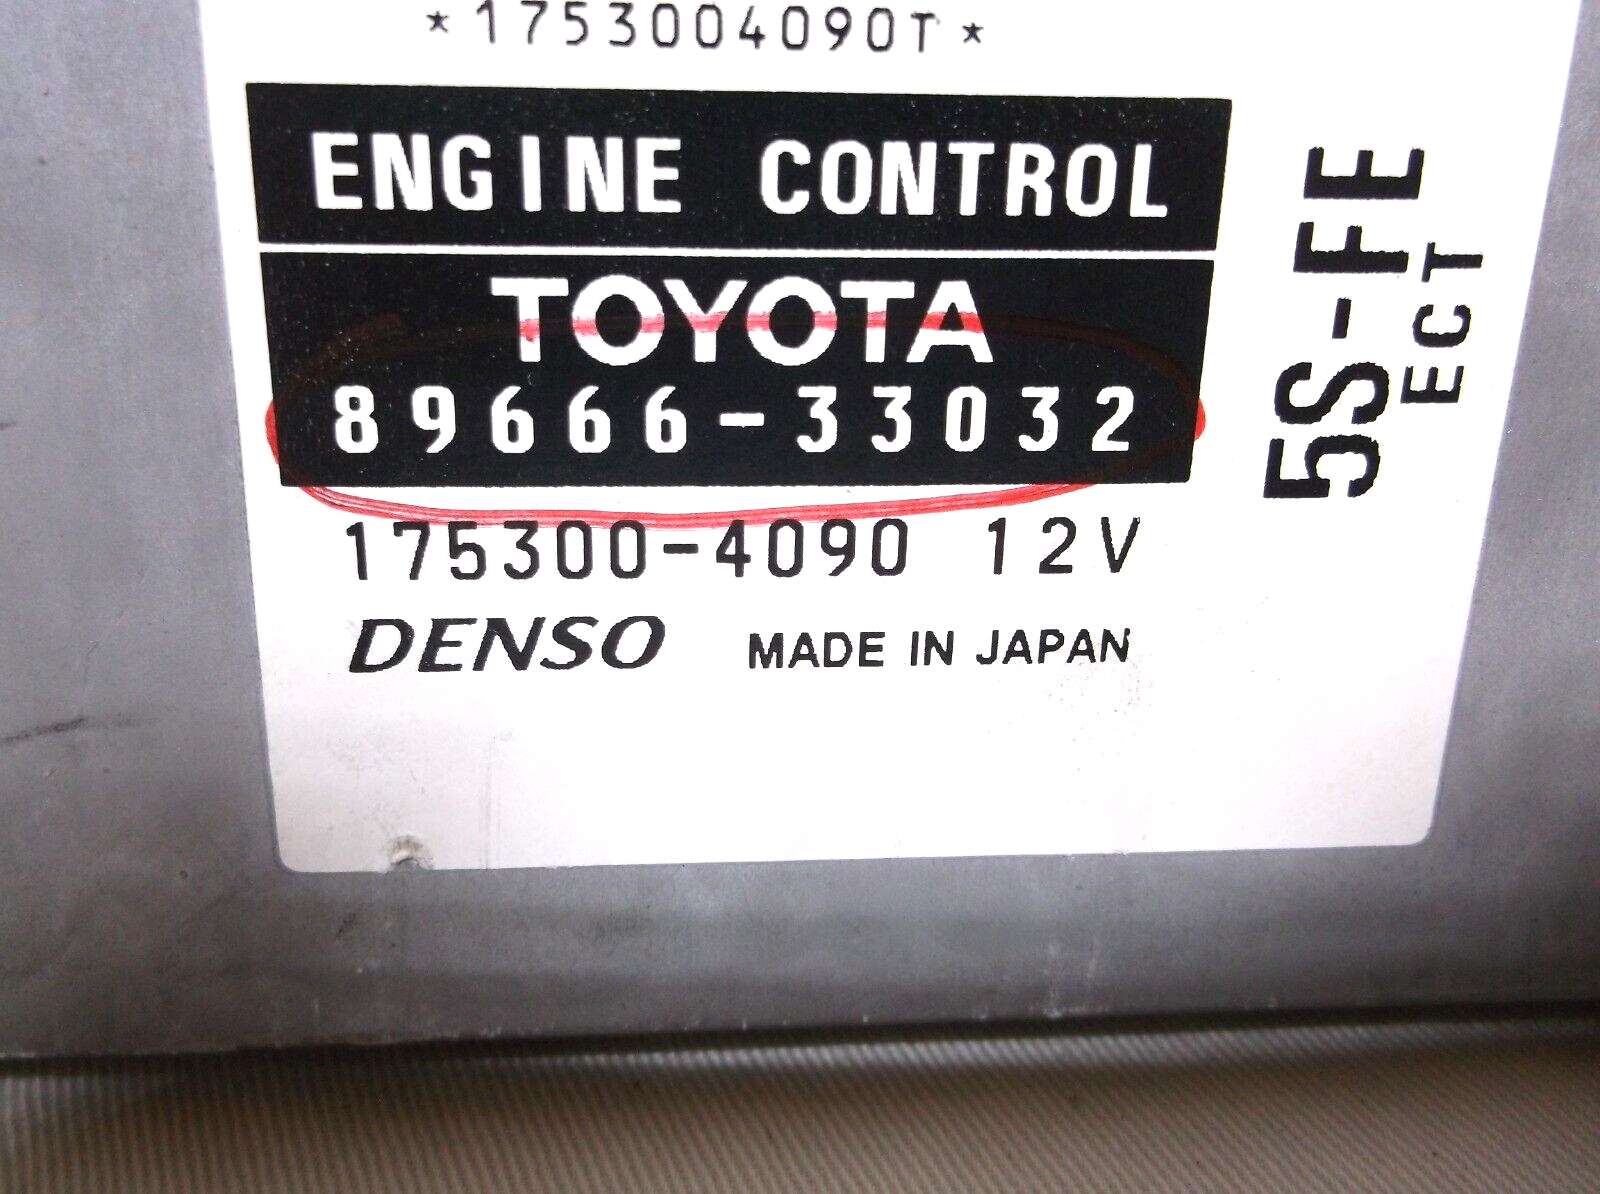 *1753004090T*
ENGINE CONTROL
TOYOTA
89666-33032
175300-4090 12V
DENSO MADE IN JAPAN
5S-FE
ECT